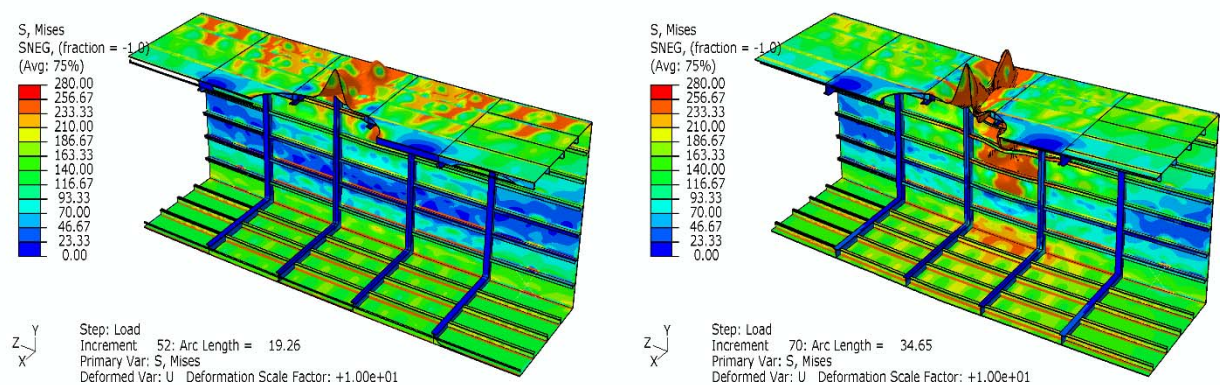 S, Mises
SNEG, (fraction = -1.0)
(Avg: 75%)
280.00
256.67
233.33
210.00
186.67
163.33
140.00
116.67
93.33
70.00
46.67
23.33
0.00
Y
Z
X
Step: Load
Increment 52: Arc Length = 19.26
Primary Var: S, Mises
Deformed Var: U Deformation Scale Factor: +1.00e+01
S, Mises
SNEG, (fraction = -1.0)
(Avg: 75%)
280.00
256.67
233.33
210.00
186.67
163.33
140.00
116.67
93.33
70.00
46.67
23.33
0.00
Y
Z
X
Step: Load
Increment 70: Arc Length = 34.65
Primary Var: S, Mises
Deformed Var: U Deformation Scale Factor: +1.00e+01